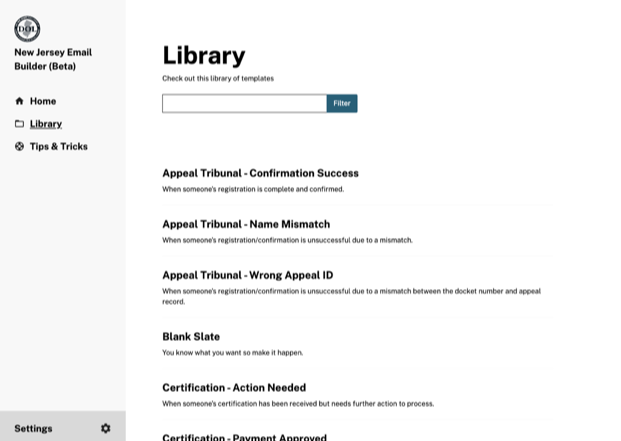 DOL
New Jersey Email
Builder (Beta)
Home
Library
Tips & Tricks
Settings
Library
Check out this library of templates
Filter
Appeal Tribunal - Confirmation Success
When someone's registration is complete and confirmed.
Appeal Tribunal - Name Mismatch
When someone's registration/confirmation is unsuccessful due to a mismatch.
Appeal Tribunal - Wrong Appeal ID
When someone's registration/confirmation is unsuccessful due to a mismatch between the docket number and appeal
record.
Blank Slate
You know what you want so make it happen.
Certification - Action Needed
When someone's certification has been received but needs further action to process.
Certification - Payment Approved